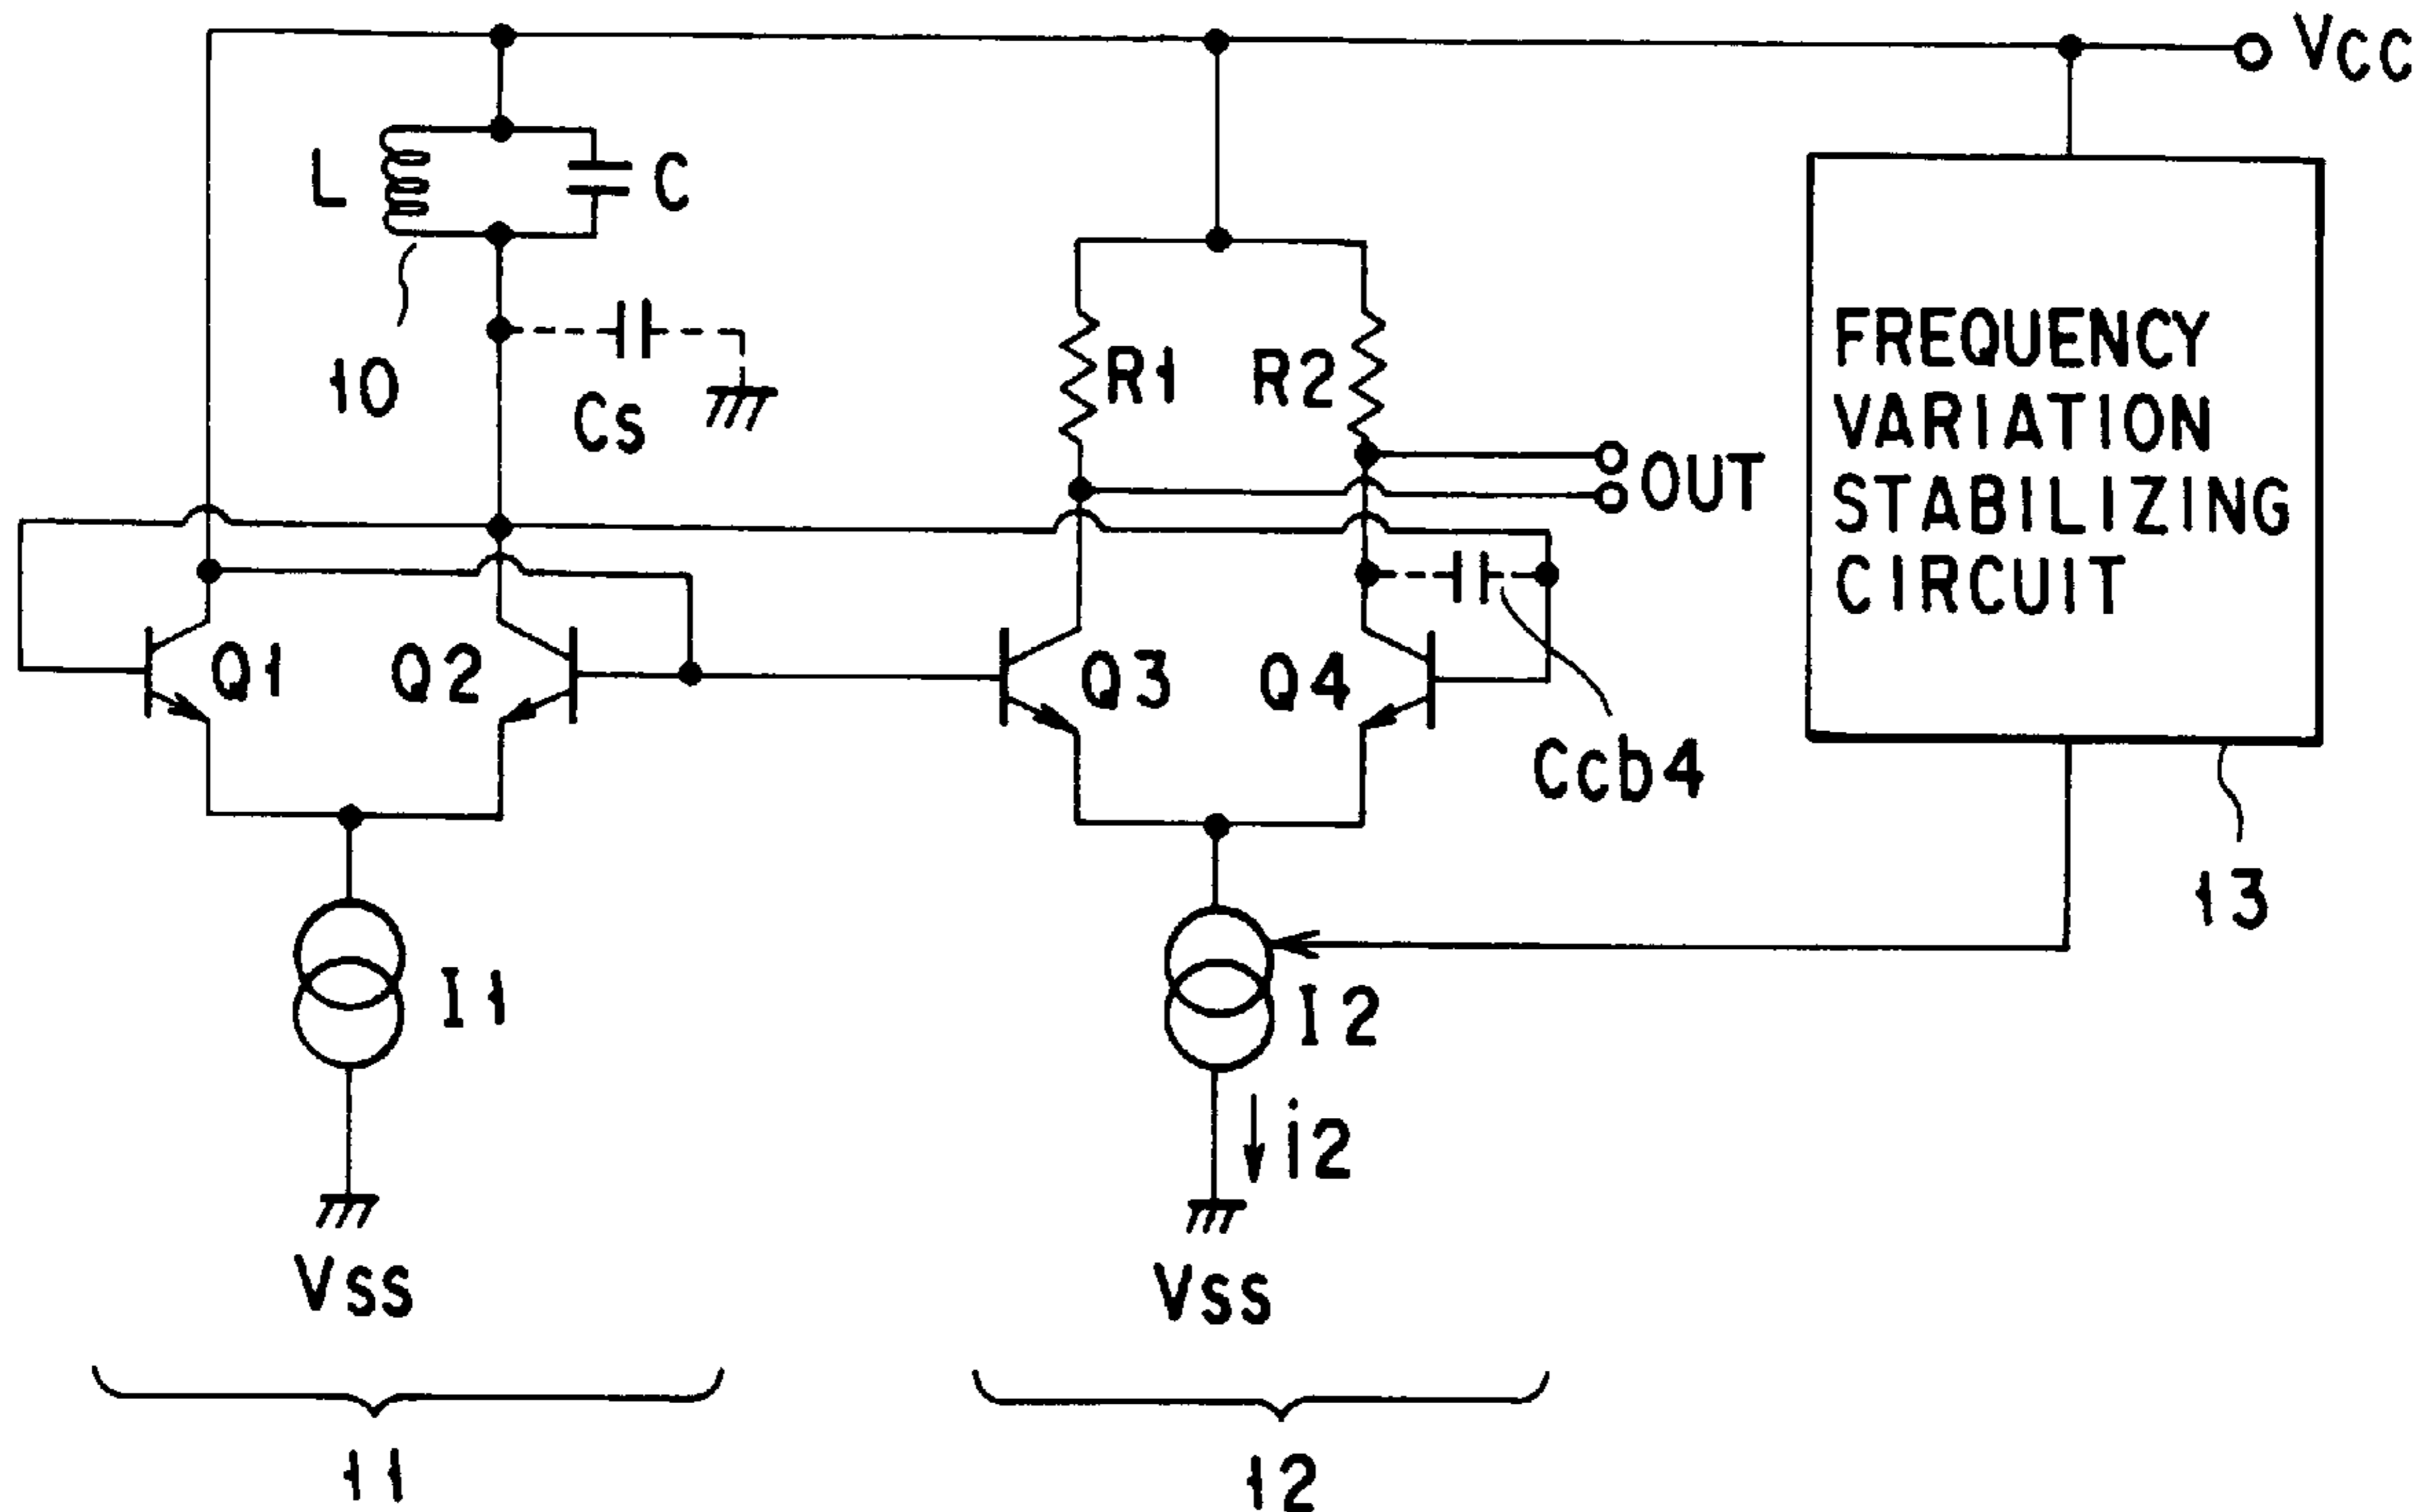 VCC
L
C
10
Cs
R1
R2
OUT
FREQUENCY
VARIATION
STABILIZING
CIRCUIT
Q1
Q2
Q3
Q4
Ccb4
13
I1
I2
i2
VSS
VSS
11
12